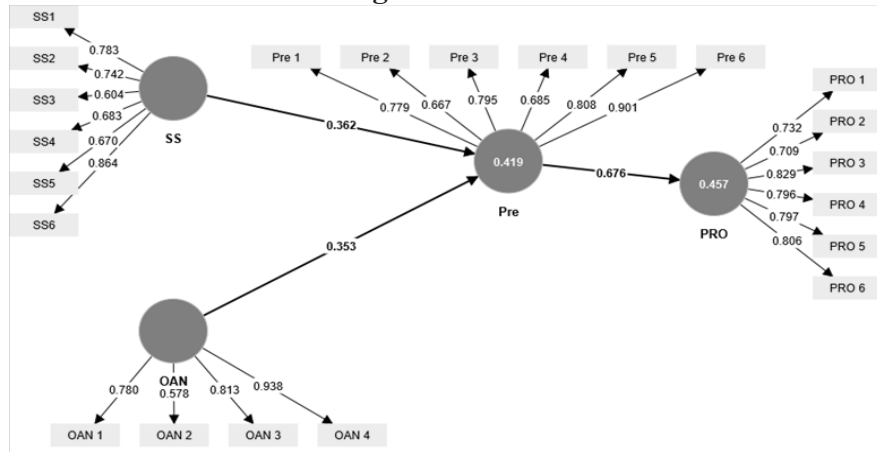 SS1
SS2
SS3
SS4
SS5
SS6
0.783
0.742
0.604
0.683
0.670
0.864
SS
Pre 1
Pre 2
Pre 3
Pre 4
Pre 5
Pre 6
0.779
0.667
0.795
0.685
0.808
0.901
0.362
0.419
Pre
0.676
0.457
PRO
PRO 1
PRO 2
PRO 3
PRO 4
PRO 5
PRO 6
0.732
0.709
0.829
0.796
0.797
0.806
0.353
OAN
0.780
0.578
0.813
0.938
OAN 1
OAN 2
OAN 3
OAN 4